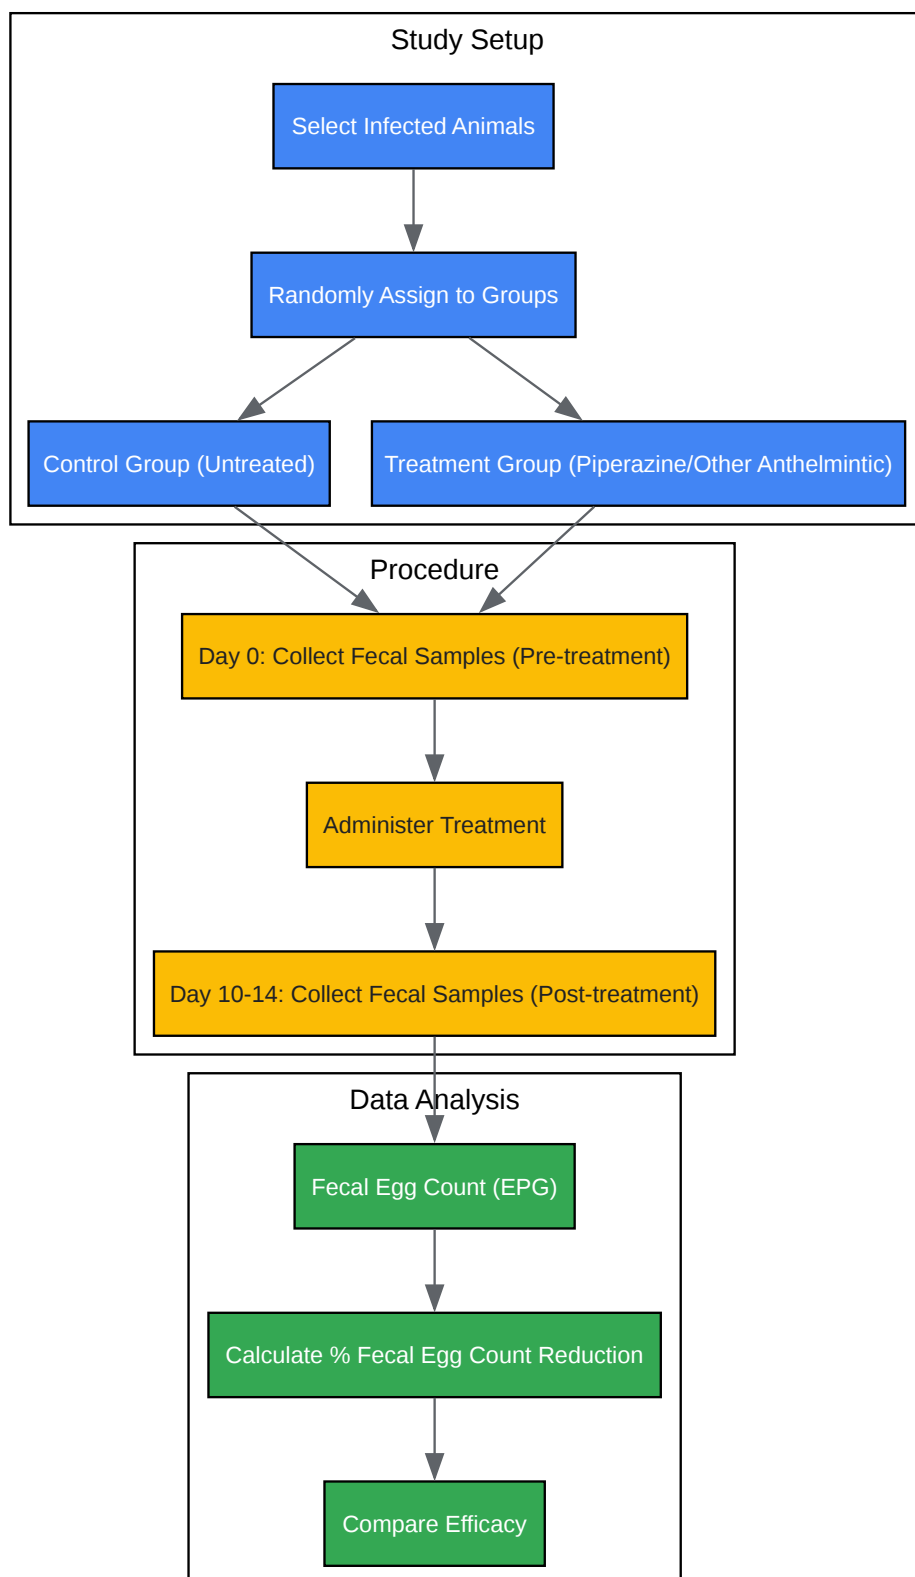 Study Setup
Select Infected Animals
Randomly Assign to Groups
Control Group (Untreated)
Treatment Group (Piperazine/Other Anthelmintic)
Procedure
Day 0: Collect Fecal Samples (Pre-treatment)
Administer Treatment
Day 10-14: Collect Fecal Samples (Post-treatment)
Data Analysis
Fecal Egg Count (EPG)
Calculate % Fecal Egg Count Reduction
Compare Efficacy